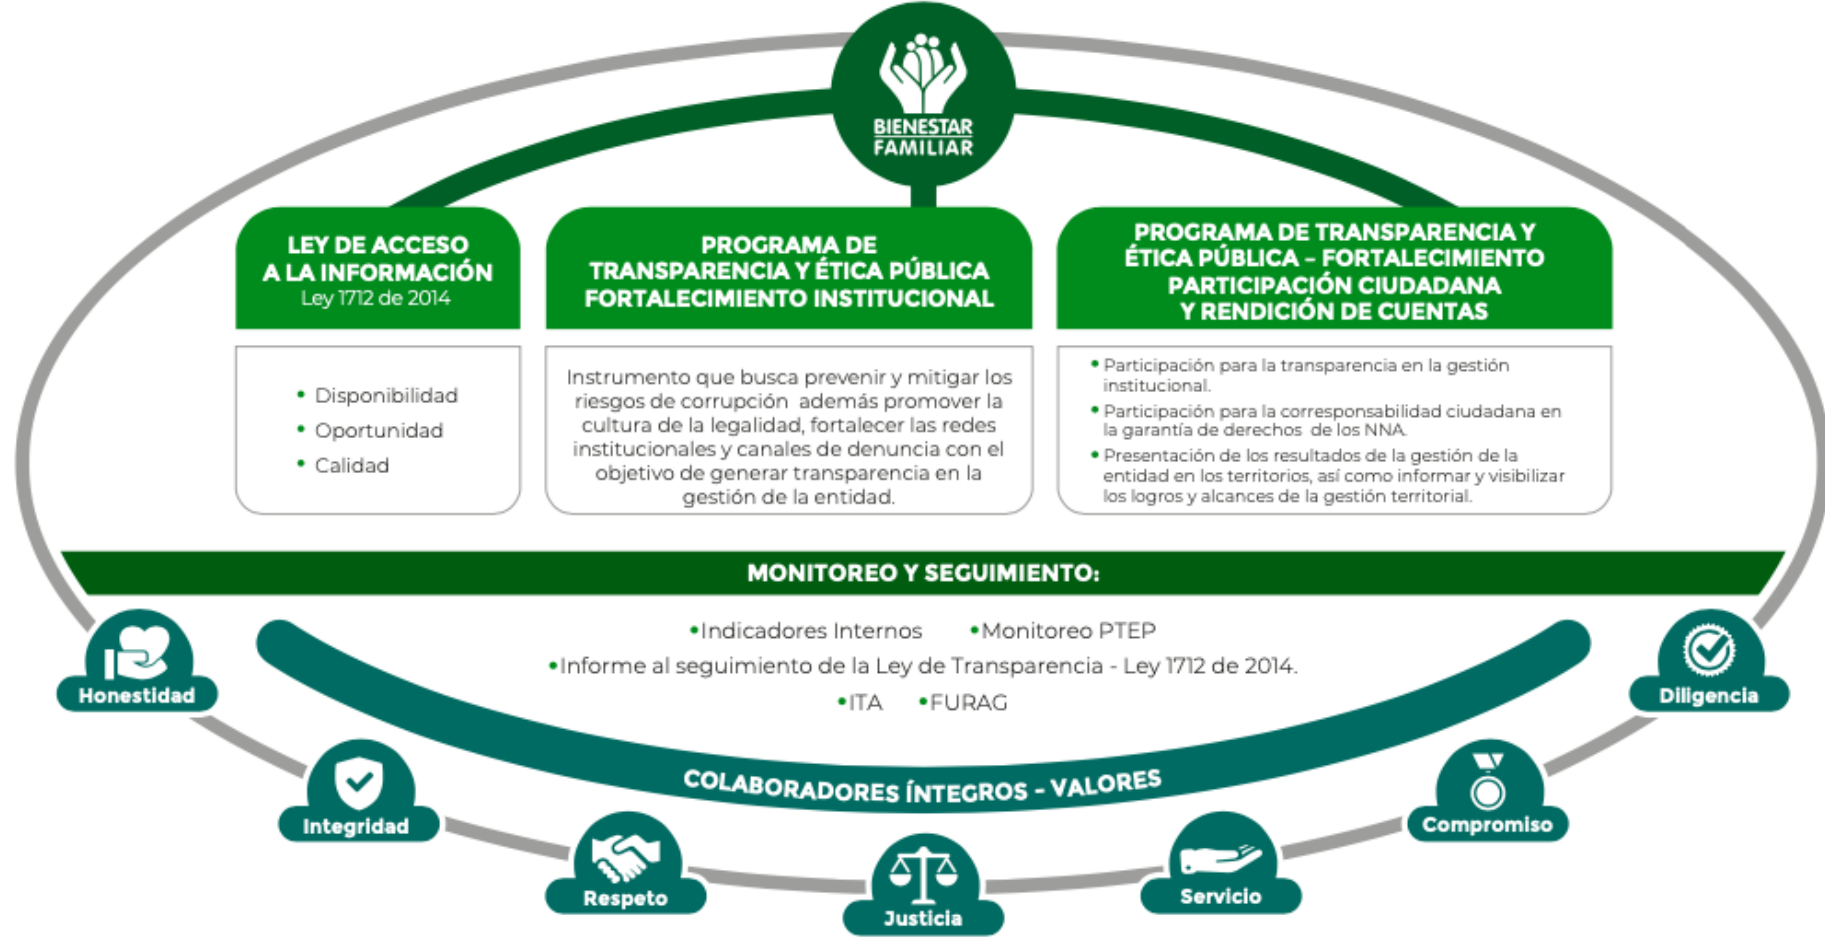 BIENESTAR
FAMILIAR
LEY DE ACCESO
A LA INFORMACIÓN
Ley 1712 de 2014
• Disponibilidad
• Oportunidad
• Calidad
PROGRAMA DE
TRANSPARENCIA Y ÉTICA PÚBLICA
FORTALECIMIENTO INSTITUCIONAL
Instrumento que busca prevenir y mitigar los
riesgos de corrupción además promover la
cultura de la legalidad, fortalecer las redes
institucionales y canales de denuncia con el
objetivo de generar transparencia en la
gestión de la entidad.
PROGRAMA DE TRANSPARENCIA Y
ÉTICA PÚBLICA – FORTALECIMIENTO
PARTICIPACIÓN CIUDADANA
Y RENDICIÓN DE CUENTAS
• Participación para la transparencia en la gestión
institucional.
• Participación para la corresponsabilidad ciudadana en
la garantía de derechos de los NNA.
• Presentación de los resultados de la gestión de la
entidad en los territorios, así como informar y visibilizar
los logros y alcances de la gestión territorial.
MONITOREO Y SEGUIMIENTO:
•Indicadores Internos •Monitoreo PTEP
•Informe al seguimiento de la Ley de Transparencia - Ley 1712 de 2014.
•ITA •FURAG
COLABORADORES ÍNTEGROS - VALORES
Honestidad
Integridad
Respeto
Justicia
Servicio
Compromiso
Diligencia